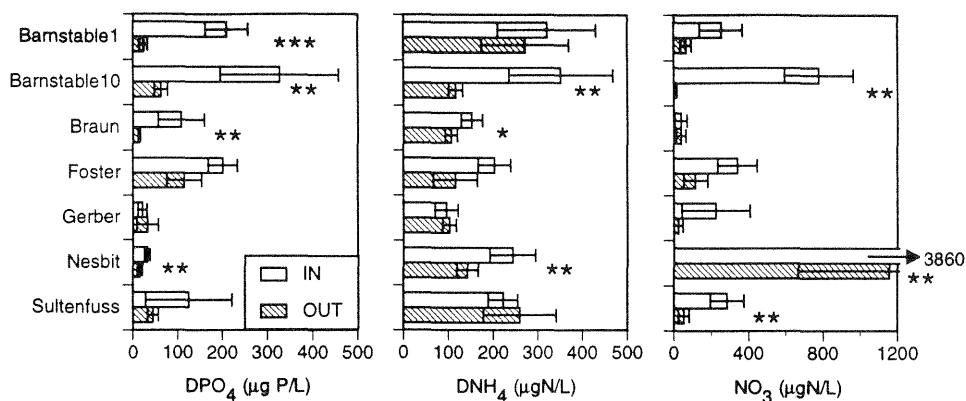 Barnstable1
***
Barnstable10
**
**
**
Braun
**
*
Foster
Gerber
Nesbit
**
**
3860
**
Sultenfuss
**
IN
OUT
0 100 200 300 400 500
0 100 200 300 400 500
0 400 800 1200
DPO4 (µg P/L)
DNH4 (µgN/L)
NO3 (µgN/L)